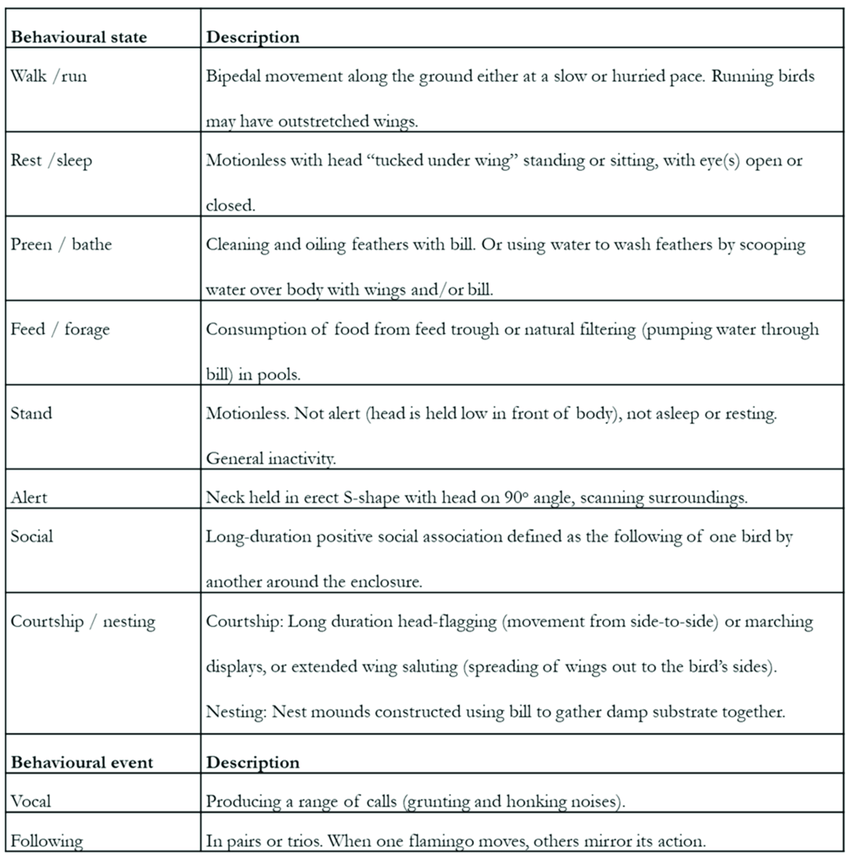 Behavioural state Description
Walk /run Bipedal movement along the ground either at a slow or hurried pace. Running birds
may have outstretched wings.
Rest /sleep Motionless with head “tucked under wing” standing or sitting, with eye(s) open or
closed.
Preen / bathe Cleaning and oiling feathers with bill. Or using water to wash feathers by scooping
water over body with wings and/or bill.
Feed / forage Consumption of food from feed trough or natural filtering (pumping water through
bill) in pools.
Stand Motionless. Not alert (head is held low in front of body), not asleep or resting.
General inactivity.
Alert Neck held in erect S-shape with head on 90° angle, scanning surroundings.
Social Long-duration positive social association defined as the following of one bird by
another around the enclosure.
Courtship / nesting Courtship: Long duration head-flagging (movement from side-to-side) or marching
displays, or extended wing saluting (spreading of wings out to the bird’s sides).
Nesting: Nest mounds constructed using bill to gather damp substrate together.
Behavioural event Description
Vocal Producing a range of calls (grunting and honking noises).
Following In pairs or trios. When one flamingo moves, others mirror its action.